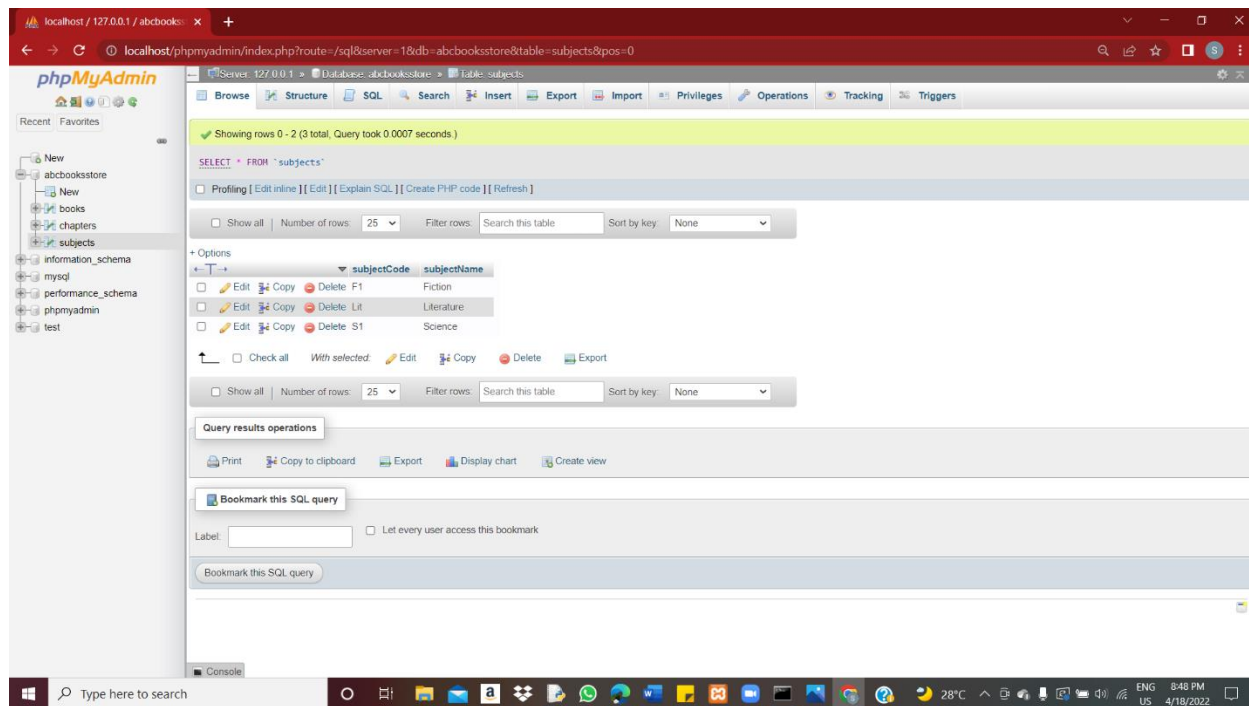 localhost / 127.0.0.1 / abcbookss
localhost/phpmyadmin/index.php?route=/sql&server=1&db=abcbooksstore&table=subjects&pos=0
S
phpMyAdmin
Recent Favorites
New
abcbooksstore
New
books
chapters
subjects
information_schema
mysql
performance_schema
phpmyadmin
test
Server: 127.0.0.1 » Database: abcbooksstore » Table: subjects
Browse Structure SQL Search Insert Export Import Privileges Operations Tracking Triggers
Showing rows 0 - 2 (3 total, Query took 0.0007 seconds.)
SELECT * FROM `subjects`
Profiling [ Edit inline ] [ Edit ] [ Explain SQL ] [ Create PHP code ] [ Refresh ]
Show all | Number of rows: 25 Filter rows: Search this table Sort by key: None
+ Options
←T→ subjectCode subjectName
Edit Copy Delete F1 Fiction
Edit Copy Delete Lit Literature
Edit Copy Delete S1 Science
Check all With selected: Edit Copy Delete Export
Show all | Number of rows: 25 Filter rows: Search this table Sort by key: None
Query results operations
Print Copy to clipboard Export Display chart Create view
Bookmark this SQL query
Label: Let every user access this bookmark
Bookmark this SQL query
Console
Type here to search
28°C
ENG 8:48 PM
US 4/18/2022